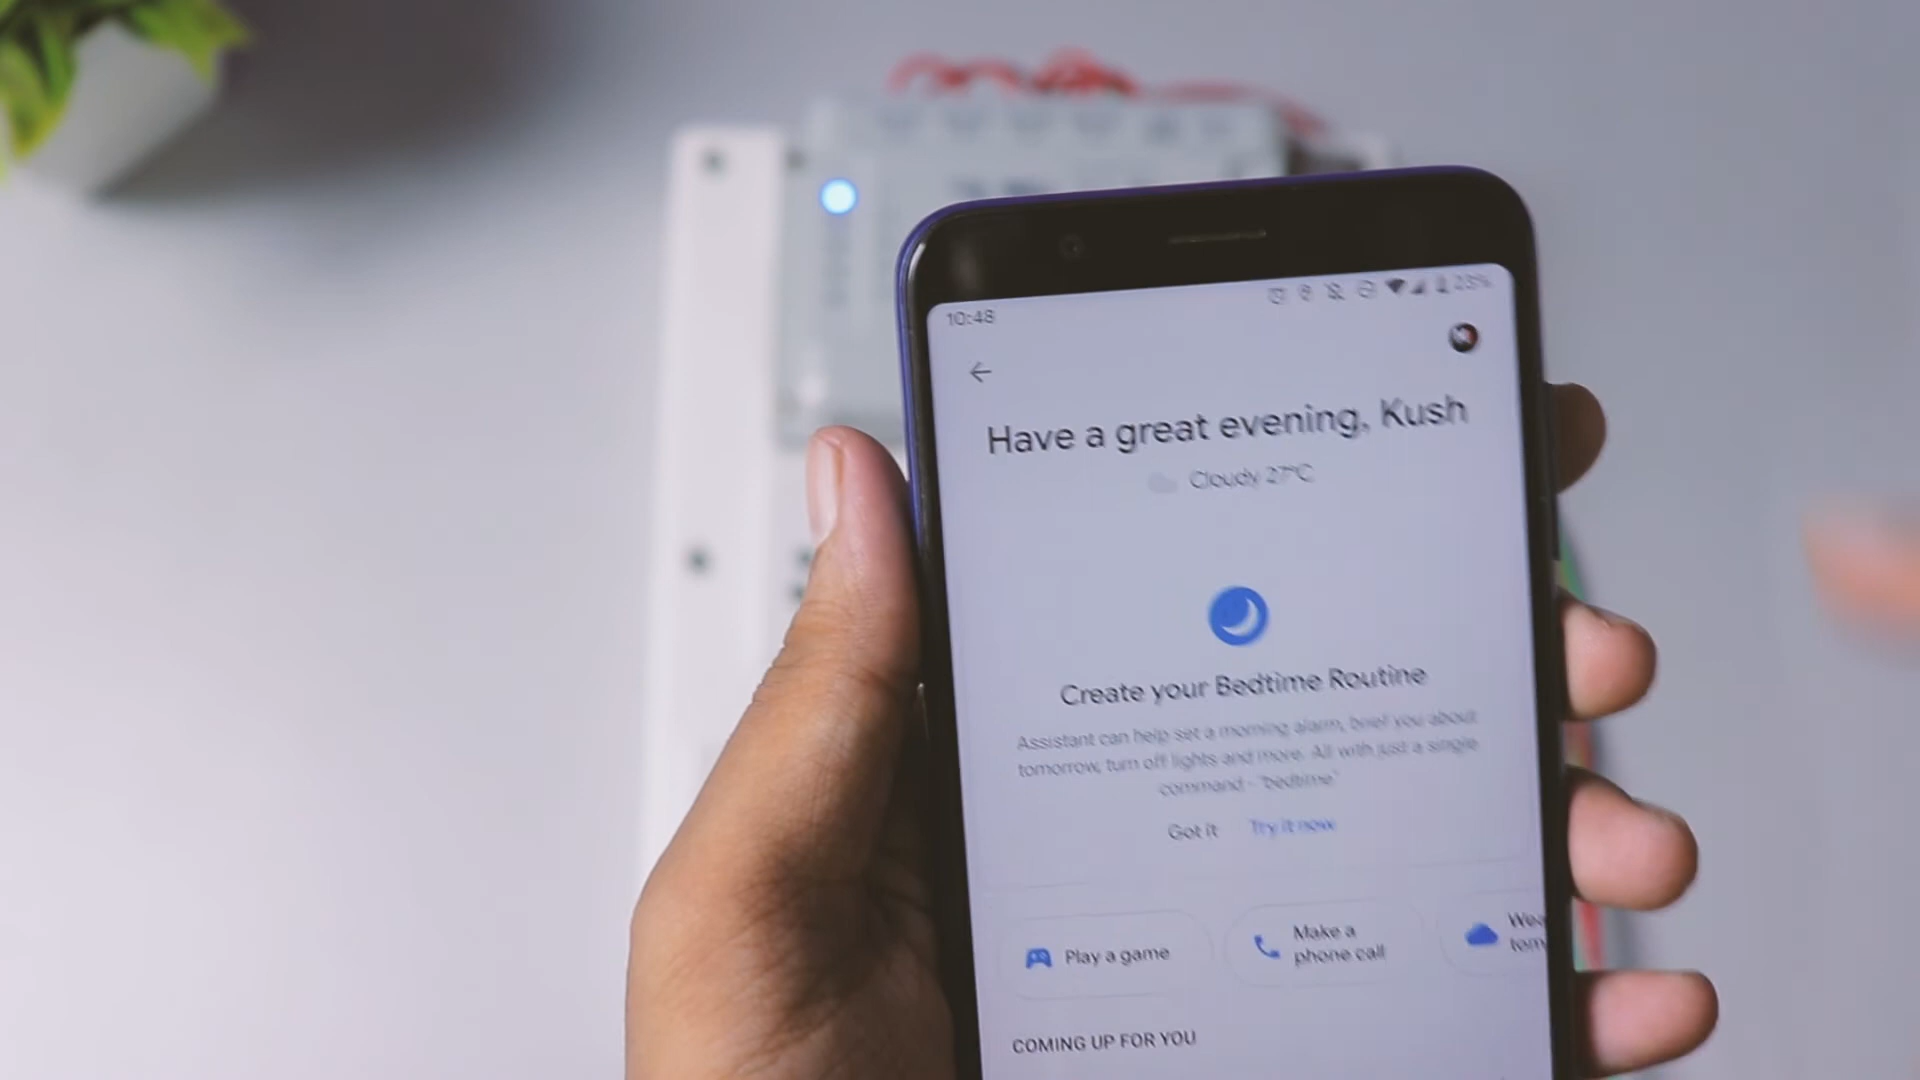 10:48
23%
Have a great evening, Kush
Cloudy 27°C
Create your Bedtime Routine
Assistant can help set a morning alarm, brief you about
tomorrow, turn off lights and more. All with just a single
command - "bedtime"
Got it
Try it now
Play a game
Make a
phone call
COMING UP FOR YOU